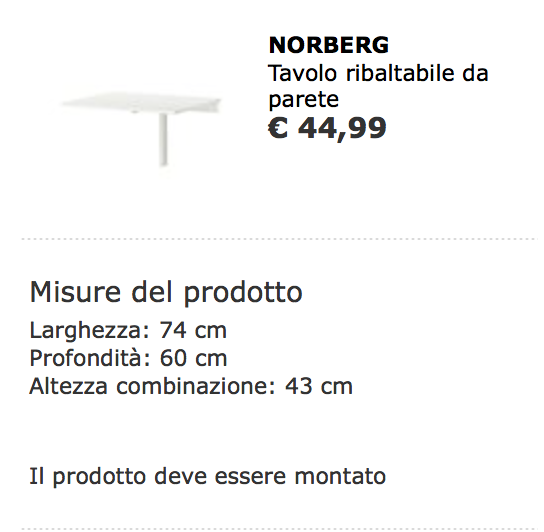 NORBERG
Tavolo ribaltabile da
parete
€ 44,99
Misure del prodotto
Larghezza: 74 cm
Profondità: 60 cm
Altezza combinazione: 43 cm
Il prodotto deve essere montato